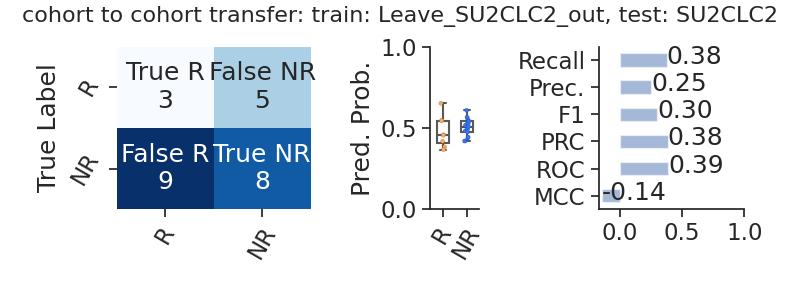 cohort to cohort transfer: train: Leave_SU2CLC2_out, test: SU2CLC2
True Label
R
NR
True R
3
False NR
5
False R
9
True NR
8
R
NR
Pred. Prob.
1.0
0.5
0.0
R
NR
Recall
0.38
Prec.
0.25
F1
0.30
PRC
0.38
ROC
0.39
MCC
-0.14
0.0
0.5
1.0